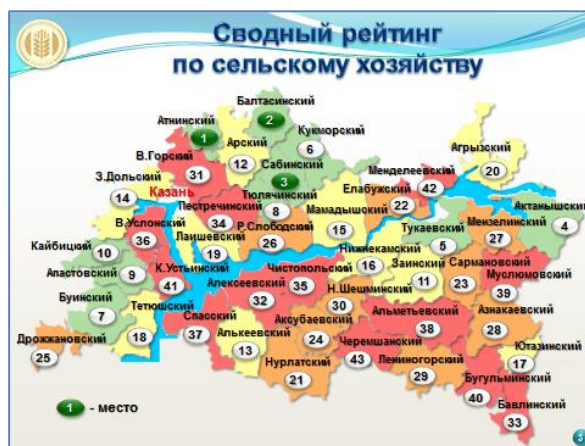 Сводный рейтинг
по сельскому хозяйству
Балтасинский
2
Атнинский
1
Кукморский
6
Арский
12
Агрызский
20
В.Горский
31
Сабинский
3
Менделеевский
42
З.Дольский
14
Казань
Тюлячинский
8
Елабужский
22
Актанышский
4
Пестречинский
34
Мамадышский
15
Мензелинский
27
В.Услонский
36
Р.Слободский
26
Тукаевский
5
Кайбицкий
10
Лаишевский
19
Нижнекамский
16
Заинский
11
Сармановский
23
Муслюмовский
39
Апастовский
9
К.Устьинский
41
Чистопольский
35
Алексеевский
32
Н.Шешминский
30
Буинский
7
Тетюшский
18
Спасский
37
Аксубаевский
24
Альметьевский
38
Азнакаевский
28
Дрожжановский
25
Алькеевский
13
Черемшанский
43
Ютазинский
17
Нурлатский
21
Лениногорский
29
Бугульминский
40
Бавлинский
33
1 - место